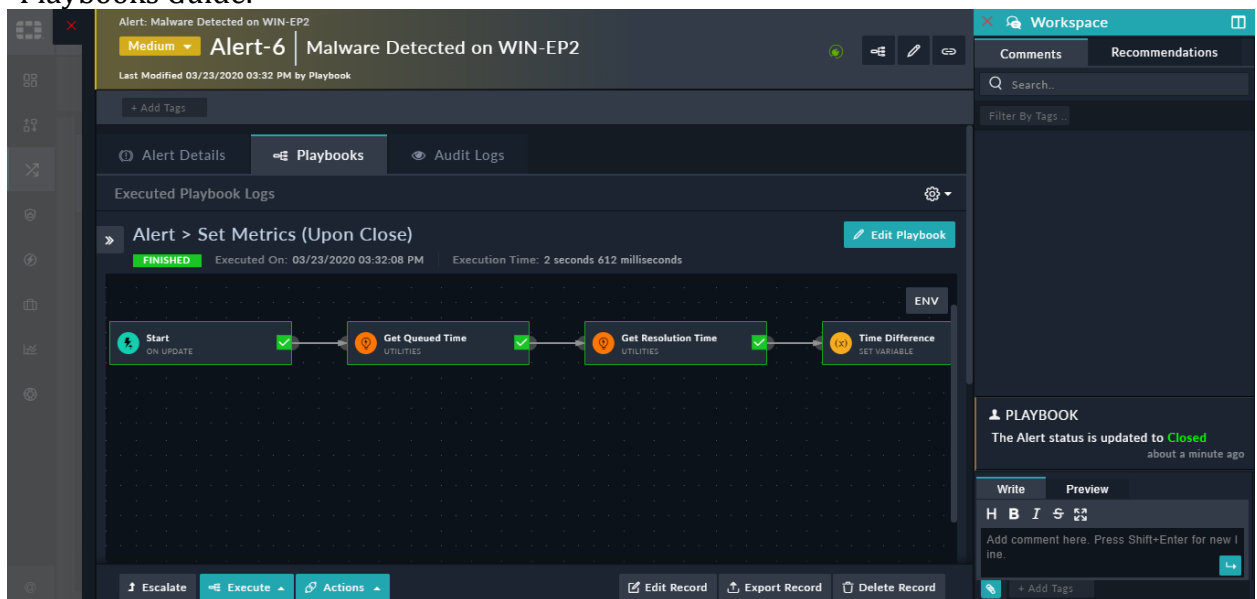 Playbooks Guide.
Alert: Malware Detected on WIN-EP2
Medium
Alert-6
Malware Detected on WIN-EP2
Last Modified 03/23/2020 03:32 PM by Playbook
+ Add Tags
Alert Details
Playbooks
Audit Logs
Executed Playbook Logs
Alert > Set Metrics (Upon Close)
Edit Playbook
FINISHED
Executed On: 03/23/2020 03:32:08 PM
Execution Time: 2 seconds 612 milliseconds
ENV
Start
ON UPDATE
Get Queued Time
UTILITIES
Get Resolution Time
UTILITIES
(x)
Time Difference
SET VARIABLE
Escalate
Execute
Actions
Edit Record
Export Record
Delete Record
Workspace
Comments
Recommendations
Search..
Filter By Tags ..
PLAYBOOK
The Alert status is updated to Closed
about a minute ago
Write
Preview
H B I S
Add comment here. Press Shift+Enter for new l
ine.
+ Add Tags